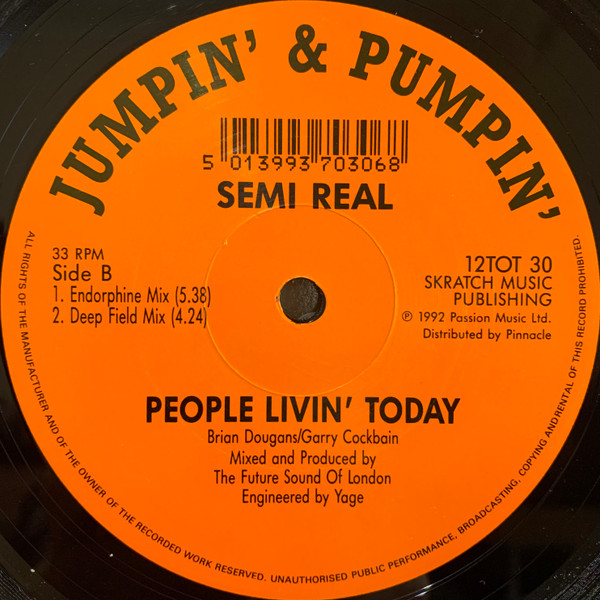 JUMPIN' & PUMPIN'
5 013993 703068
SEMI REAL
33 RPM
Side B
1. Endorphine Mix (5.38)
2. Deep Field Mix (4.24)
12TOT 30
SKRATCH MUSIC
PUBLISHING
℗ 1992 Passion Music Ltd.
Distributed by Pinnacle
PEOPLE LIVIN' TODAY
Brian Dougans/Garry Cockbain
Mixed and Produced by
The Future Sound Of London
Engineered by Yage
ALL RIGHTS OF THE MANUFACTURER AND OF THE OWNER OF THE RECORDED WORK RESERVED. UNAUTHORISED PUBLIC PERFORMANCE, BROADCASTING, COPYING AND RENTAL OF THIS RECORD PROHIBITED.